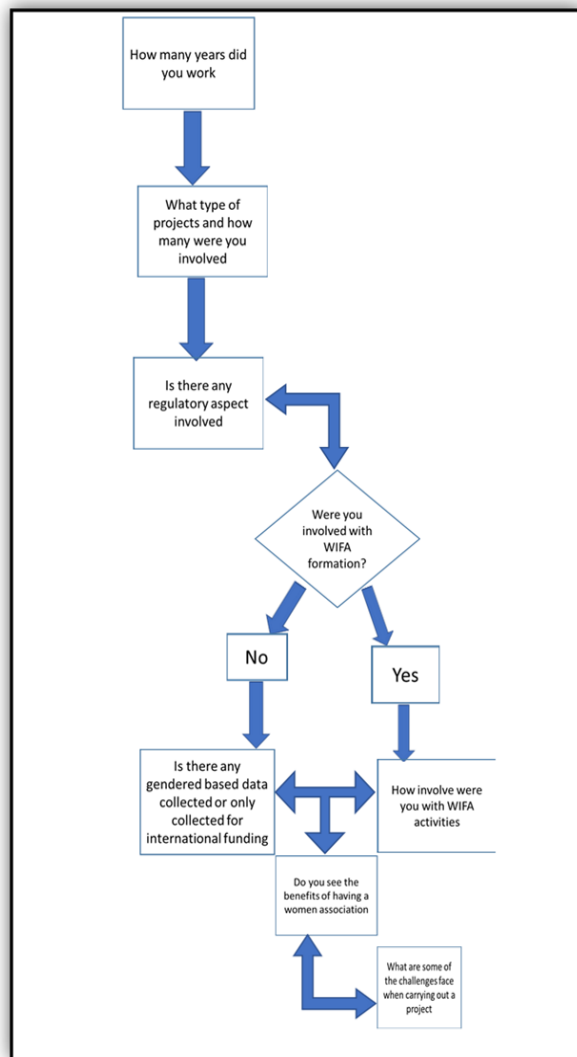 How many years did
you work
What type of
projects and how
many were you
involved
Is there any
regulatory aspect
involved
Were you
involved with
WIFA
formation?
No
Yes
Is there any
gendered based data
collected or only
collected for
international funding
How involve were
you with WIFA
activities
Do you see the
benefits of having a
women association
What are some of
the challenges face
when carrying out a
project